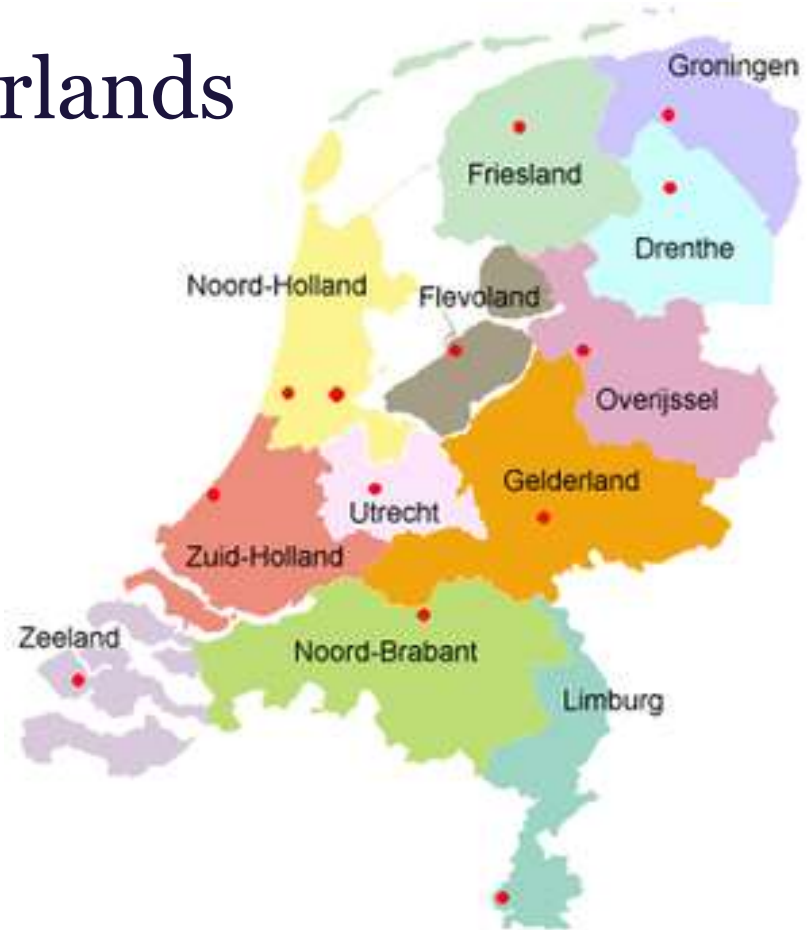 rlands
Groningen
Friesland
Drenthe
Noord-Holland
Flevoland
Overijssel
Gelderland
Utrecht
Zuid-Holland
Zeeland
Noord-Brabant
Limburg